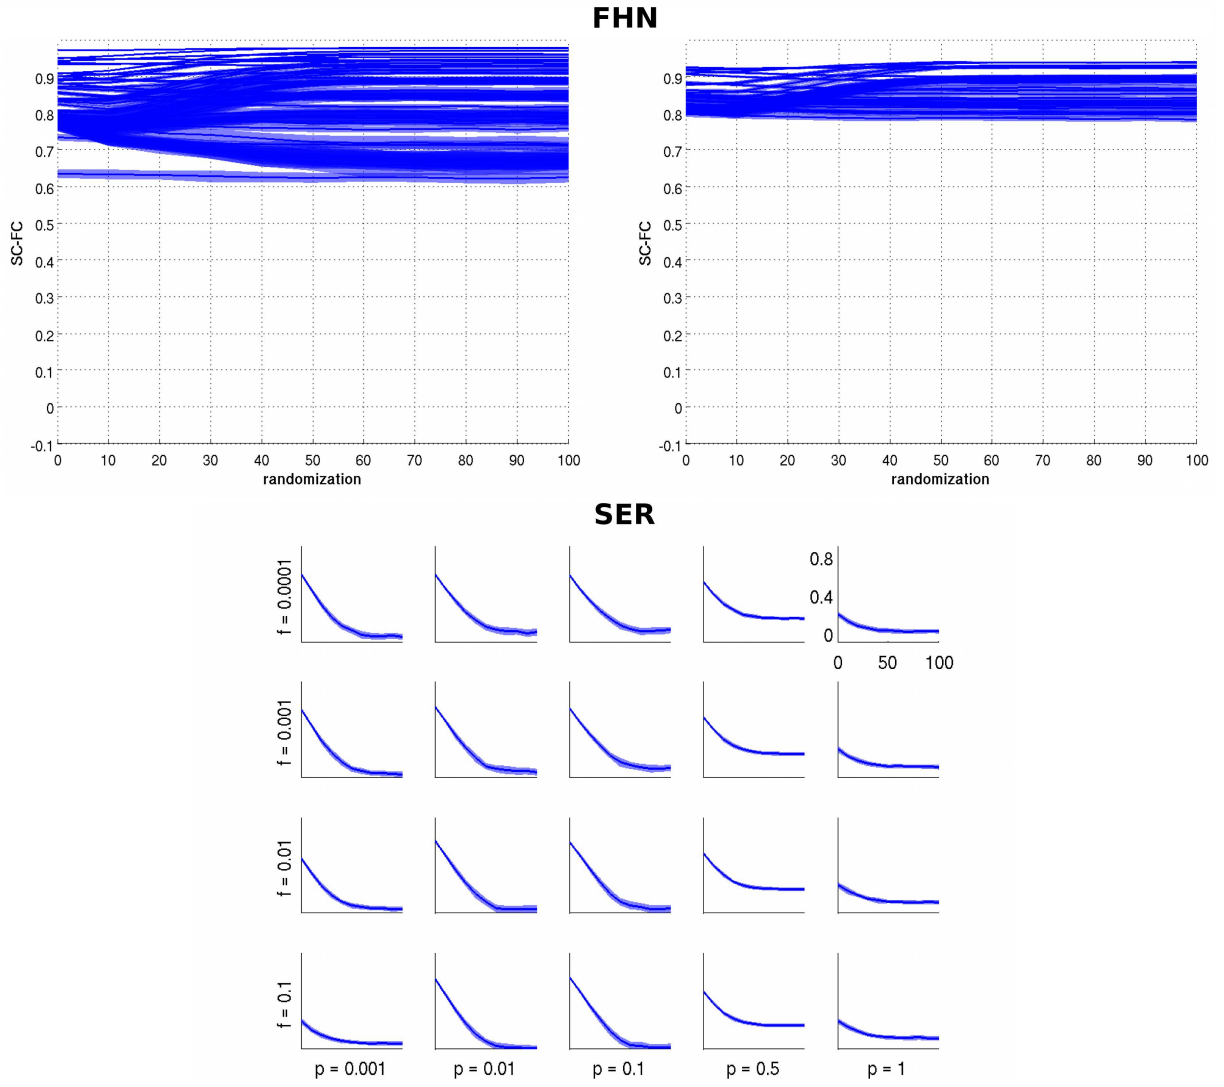 FHN
SC-FC
0.9
0.8
0.7
0.6
0.5
0.4
0.3
0.2
0.1
0
-0.1
0 10 20 30 40 50 60 70 80 90 100
randomization
SC-FC
0.9
0.8
0.7
0.6
0.5
0.4
0.3
0.2
0.1
0
-0.1
0 10 20 30 40 50 60 70 80 90 100
randomization
SER
f = 0.0001
0.8
0.4
0
0 50 100
f = 0.001
f = 0.01
f = 0.1
p = 0.001 p = 0.01 p = 0.1 p = 0.5 p = 1